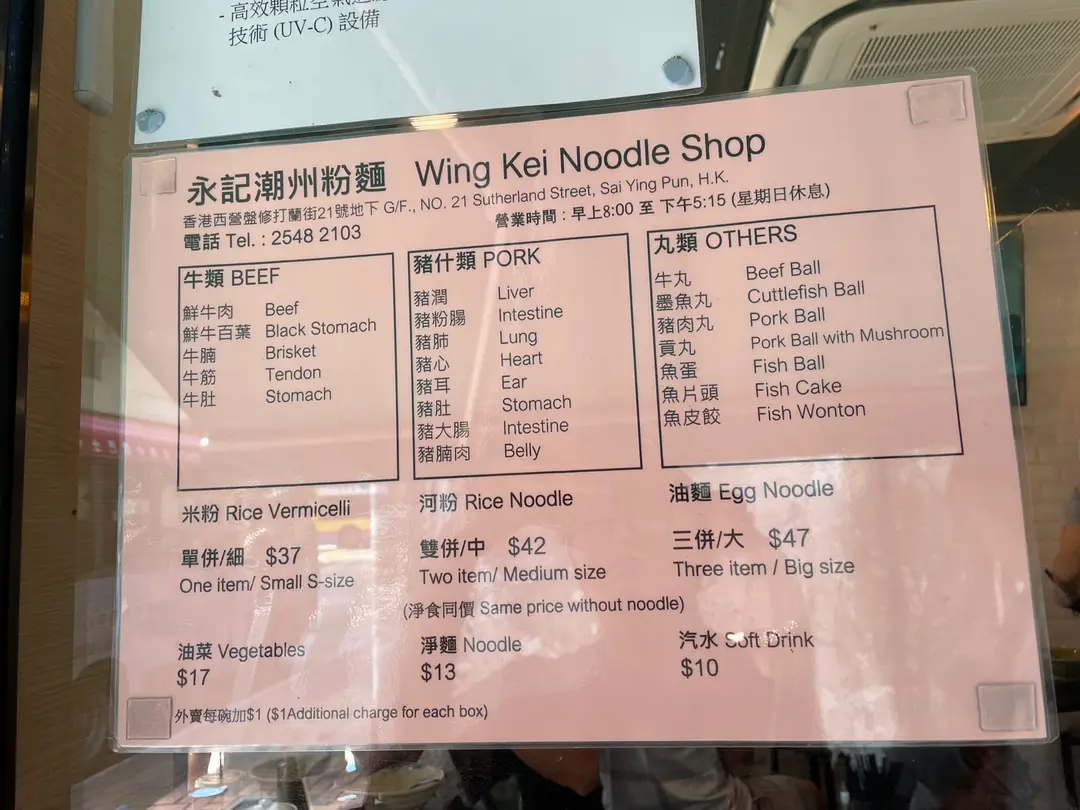 - 高效顆粒空氣
技術 (UV-C) 設備
永記潮州粉麵 Wing Kei Noodle Shop
香港西營盤修打蘭街21號地下 G/F., NO. 21 Sutherland Street, Sai Ying Pun, H.K.
電話 Tel. : 2548 2103 營業時間 : 早上8:00 至 下午5:15 (星期日休息)
牛類 BEEF
鮮牛肉 Beef
鮮牛百葉 Black Stomach
牛腩 Brisket
牛筋 Tendon
牛肚 Stomach
豬什類 PORK
豬潤 Liver
豬粉腸 Intestine
豬肺 Lung
豬心 Heart
豬耳 Ear
豬肚 Stomach
豬大腸 Intestine
豬腩肉 Belly
丸類 OTHERS
牛丸 Beef Ball
墨魚丸 Cuttlefish Ball
豬肉丸 Pork Ball
貢丸 Pork Ball with Mushroom
魚蛋 Fish Ball
魚片頭 Fish Cake
魚皮餃 Fish Wonton
米粉 Rice Vermicelli 河粉 Rice Noodle 油麵 Egg Noodle
單併/細 $37 雙併/中 $42 三併/大 $47
One item/ Small S-size Two item/ Medium size Three item / Big size
(淨食同價 Same price without noodle)
油菜 Vegetables 淨麵 Noodle 汽水 Soft Drink
$17 $13 $10
外賣每碗加$1 ($1Additional charge for each box)